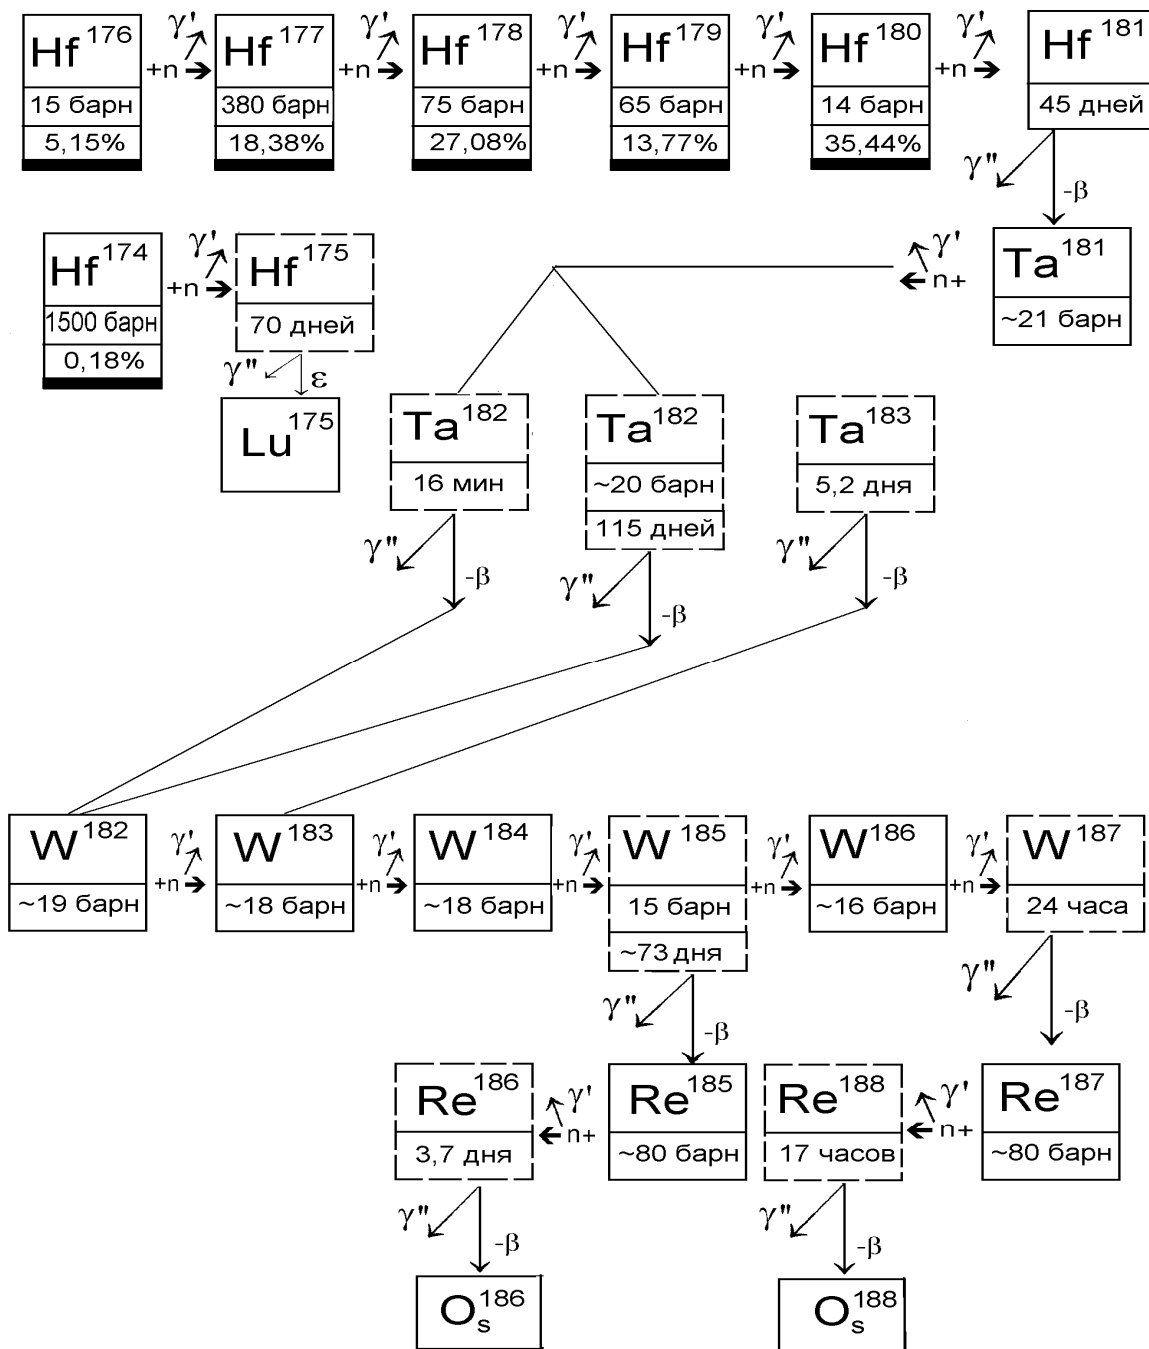 Hf176 +n γ' Hf177 +n γ' Hf178 +n γ' Hf179 +n γ' Hf180 +n γ' Hf181
15 барн 380 барн 75 барн 65 барн 14 барн 45 дней
5,15% 18,38% 27,08% 13,77% 35,44%
γ'' -β
Hf174 +n γ' Hf175 γ' n+ Ta181
1500 барн 70 дней ~21 барн
0,18%
γ'' ε
Lu175 Ta182 Ta182 Ta183
16 мин ~20 барн 5,2 дня
115 дней
γ'' -β γ'' -β γ'' -β
W182 +n γ' W183 +n γ' W184 +n γ' W185 +n γ' W186 +n γ' W187
~19 барн ~18 барн ~18 барн 15 барн ~16 барн 24 часа
~73 дня
γ'' -β γ'' -β
Re186 γ' n+ Re185 Re188 γ' n+ Re187
3,7 дня ~80 барн 17 часов ~80 барн
γ'' -β γ'' -β
Os186 Os188